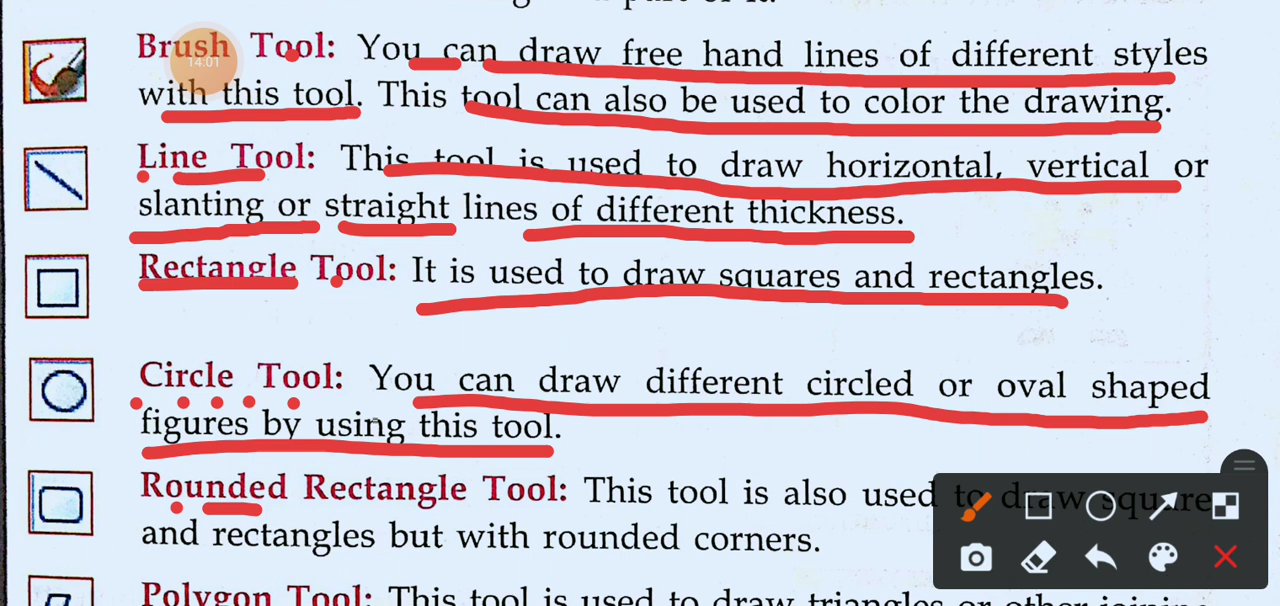 Brush Tool: You can draw free hand lines of different styles
14:01
with this tool. This tool can also be used to color the drawing.
Line Tool: This tool is used to draw horizontal, vertical or
slanting or straight lines of different thickness.
Rectangle Tool: It is used to draw squares and rectangles.
Circle Tool: You can draw different circled or oval shaped
figures by using this tool.
Rounded Rectangle Tool: This tool is also used to draw square
and rectangles but with rounded corners.
Polygon Tool: This tool is used to draw triangles or other joining